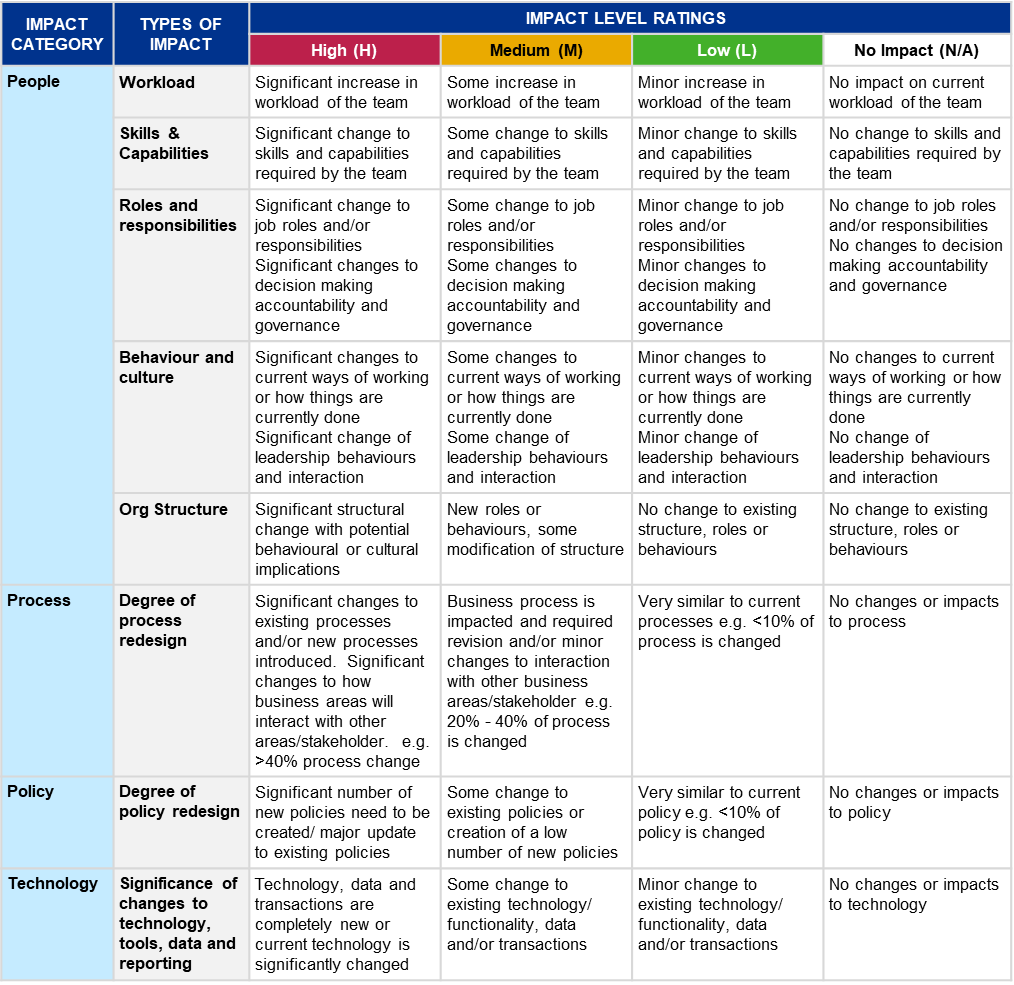 IMPACT
CATEGORY
TYPES OF
IMPACT
IMPACT LEVEL RATINGS
High (H)
Medium (M)
Low (L)
No Impact (N/A)
People
Workload
Significant increase in
workload of the team
Some increase in
workload of the team
Minor increase in
workload of the team
No impact on current
workload of the team
Skills &
Capabilities
Significant change to
skills and capabilities
required by the team
Some change to skills
and capabilities
required by the team
Minor change to skills
and capabilities
required by the team
No change to skills and
capabilities required by
the team
Roles and
responsibilities
Significant change to
job roles and/or
responsibilities
Significant changes to
decision making
accountability and
governance
Some change to job
roles and/or
responsibilities
Some changes to
decision making
accountability and
governance
Minor change to job
roles and/or
responsibilities
Minor changes to
decision making
accountability and
governance
No change to job roles
and/or responsibilities
No changes to decision
making accountability
and governance
Behaviour and
culture
Significant changes to
current ways of working
or how things are
currently done
Significant change of
leadership behaviours
and interaction
Some changes to
current ways of working
or how things are
currently done
Some change of
leadership behaviours
and interaction
Minor changes to
current ways of working
or how things are
currently done
Minor change of
leadership behaviours
and interaction
No changes to current
ways of working or how
things are currently
done
No change of
leadership behaviours
and interaction
Org Structure
Significant structural
change with potential
behavioural or cultural
implications
New roles or
behaviours, some
modification of structure
No change to existing
structure, roles or
behaviours
No change to existing
structure, roles or
behaviours
Process
Degree of
process
redesign
Significant changes to
existing processes
and/or new processes
introduced. Significant
changes to how
business areas will
interact with other
areas/stakeholder. e.g.
>40% process change
Business process is
impacted and required
revision and/or minor
changes to interaction
with other business
areas/stakeholder e.g.
20% - 40% of process
is changed
Very similar to current
processes e.g. <10% of
process is changed
No changes or impacts
to process
Policy
Degree of
policy redesign
Significant number of
new policies need to be
created/ major update
to existing policies
Some change to
existing policies or
creation of a low
number of new policies
Very similar to current
policy e.g. <10% of
policy is changed
No changes or impacts
to policy
Technology
Significance of
changes to
technology,
tools, data and
reporting
Technology, data and
transactions are
completely new or
current technology is
significantly changed
Some change to
existing technology/
functionality, data
and/or transactions
Minor change to
existing technology/
functionality, data
and/or transactions
No changes or impacts
to technology